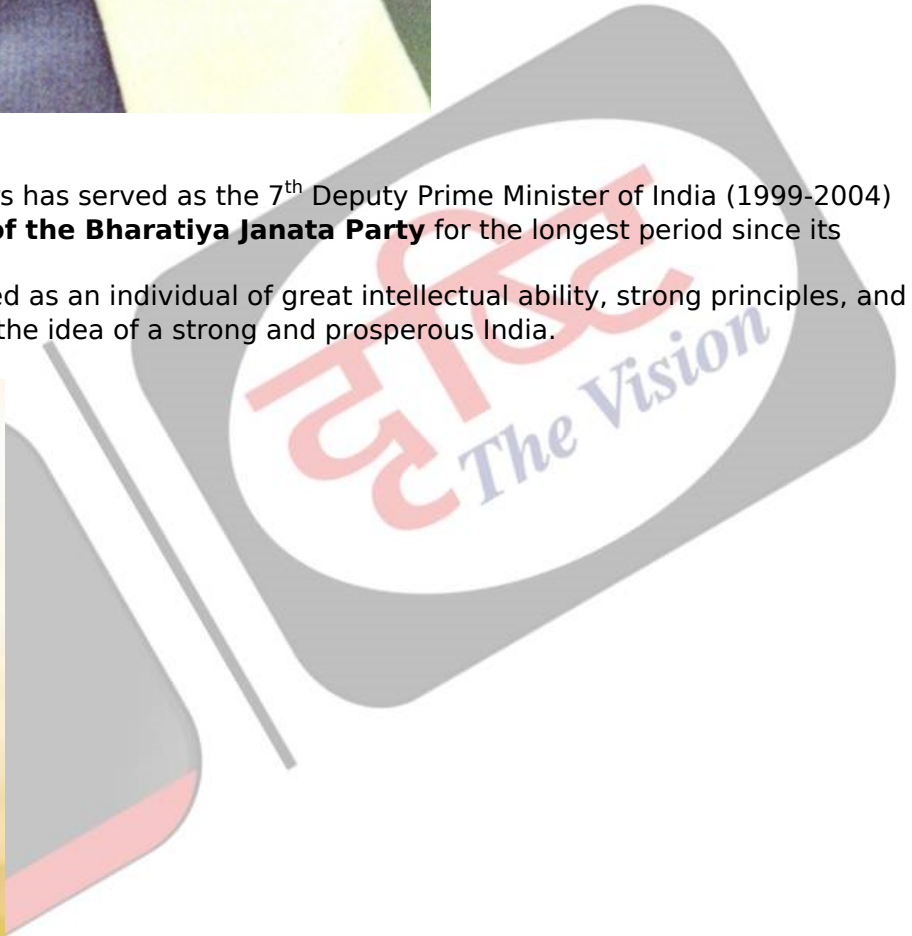 s has served as the 7th Deputy Prime Minister of India (1999-2004)
of the Bharatiya Janata Party for the longest period since its
ed as an individual of great intellectual ability, strong principles, and
the idea of a strong and prosperous India.
दृष्टि
The Vision